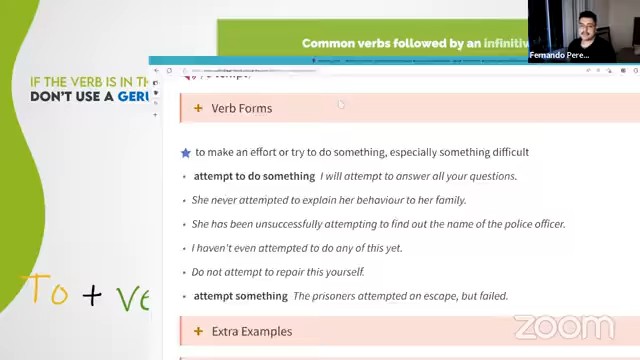 Common verbs followed by an infinitiv
Fernando Pere...
IF THE VERB IS IN TH
DON'T USE A GERU
+ Verb Forms
to make an effort or try to do something, especially something difficult
attempt to do something I will attempt to answer all your questions.
She never attempted to explain her behaviour to her family.
She has been unsuccessfully attempting to find out the name of the police officer.
I haven't even attempted to do any of this yet.
Do not attempt to repair this yourself.
attempt something The prisoners attempted an escape, but failed.
To + ve
+ Extra Examples
zoom